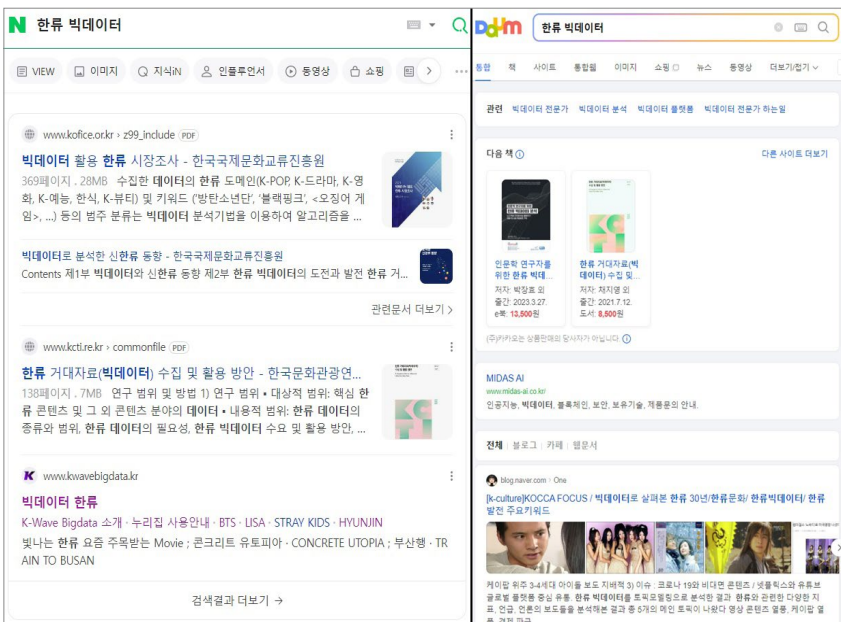 N 한류 빅데이터
VIEW 이미지 지식iN 인플루언서 동영상 쇼핑
www.kofice.or.kr › z99_include PDF
빅데이터 활용 한류 시장조사 - 한국국제문화교류진흥원
369페이지 . 28MB 수집한 데이터의 한류 도메인(K-POP, K-드라마, K-영
화, K-예능, 한식, K-뷰티) 및 키워드 ('방탄소년단', '블랙핑크', <오징어 게
임>, ...) 등의 범주 분류는 빅데이터 분석기법을 이용하여 알고리즘을 ...
빅데이터로 분석한 신한류 동향 - 한국국제문화교류진흥원
Contents 제1부 빅데이터와 신한류 동향 제2부 한류 빅데이터의 도전과 발전 한류 거...
관련문서 더보기 >
www.kcti.re.kr › commonfile PDF
한류 거대자료(빅데이터) 수집 및 활용 방안 - 한국문화관광연...
138페이지 . 7MB 연구 범위 및 방법 1) 연구 범위 ▪ 대상적 범위: 핵심 한
류 콘텐츠 및 그 외 콘텐츠 분야의 데이터 ▪ 내용적 범위: 한류 데이터의
종류와 범위, 한류 데이터의 필요성, 한류 빅데이터 수요 및 활용 방안, ...
K www.kwavebigdata.kr
빅데이터 한류
K-Wave Bigdata 소개 · 누리집 사용안내 · BTS · LISA · STRAY KIDS · HYUNJIN
빛나는 한류 요즘 주목받는 Movie ; 콘크리트 유토피아 · CONCRETE UTOPIA ; 부산행 · TR
AIN TO BUSAN
검색결과 더보기 →
Daum 한류 빅데이터
통합 책 사이트 통합웹 이미지 쇼핑 뉴스 동영상 더보기/접기
관련 빅데이터 전문가 빅데이터 분석 빅데이터 플랫폼 빅데이터 전문가 하는일
다음 책 다른 사이트 더보기
인문학 연구자를
위한 한류 빅데...
저자: 박창표 외
출간: 2023.3.27.
e북: 13,500원
한류 거대자료(빅
데이터) 수집 및...
저자: 채지영 외
출간: 2021.7.12.
도서: 8,500원
(주)카카오는 상품판매의 당사자가 아닙니다.
MIDAS AI
www.midas-ai.co.kr/
인공지능, 빅데이터, 블록체인, 보안, 보유기술, 제품문의 안내.
전체 블로그 카페 웹문서
blog.naver.com › One
[k-culture]KOCCA FOCUS / 빅데이터로 살펴본 한류 30년/한류문화/ 한류빅데이터/ 한류
발전 주요키워드
케이팝 위주 3-4세대 아이돌 보도 지배적 3) 이슈 : 코로나 19와 비대면 콘텐츠 / 넷플릭스와 유튜브
글로벌 플랫폼 중심 유통. 한류 빅데이터를 토픽모델링으로 분석한 결과 한류와 관련한 다양한 지
표, 언급, 언론의 보도들을 분석해본 결과 총 5개의 메인 토픽이 나왔다 영상 콘텐츠 열풍, 케이팝 열